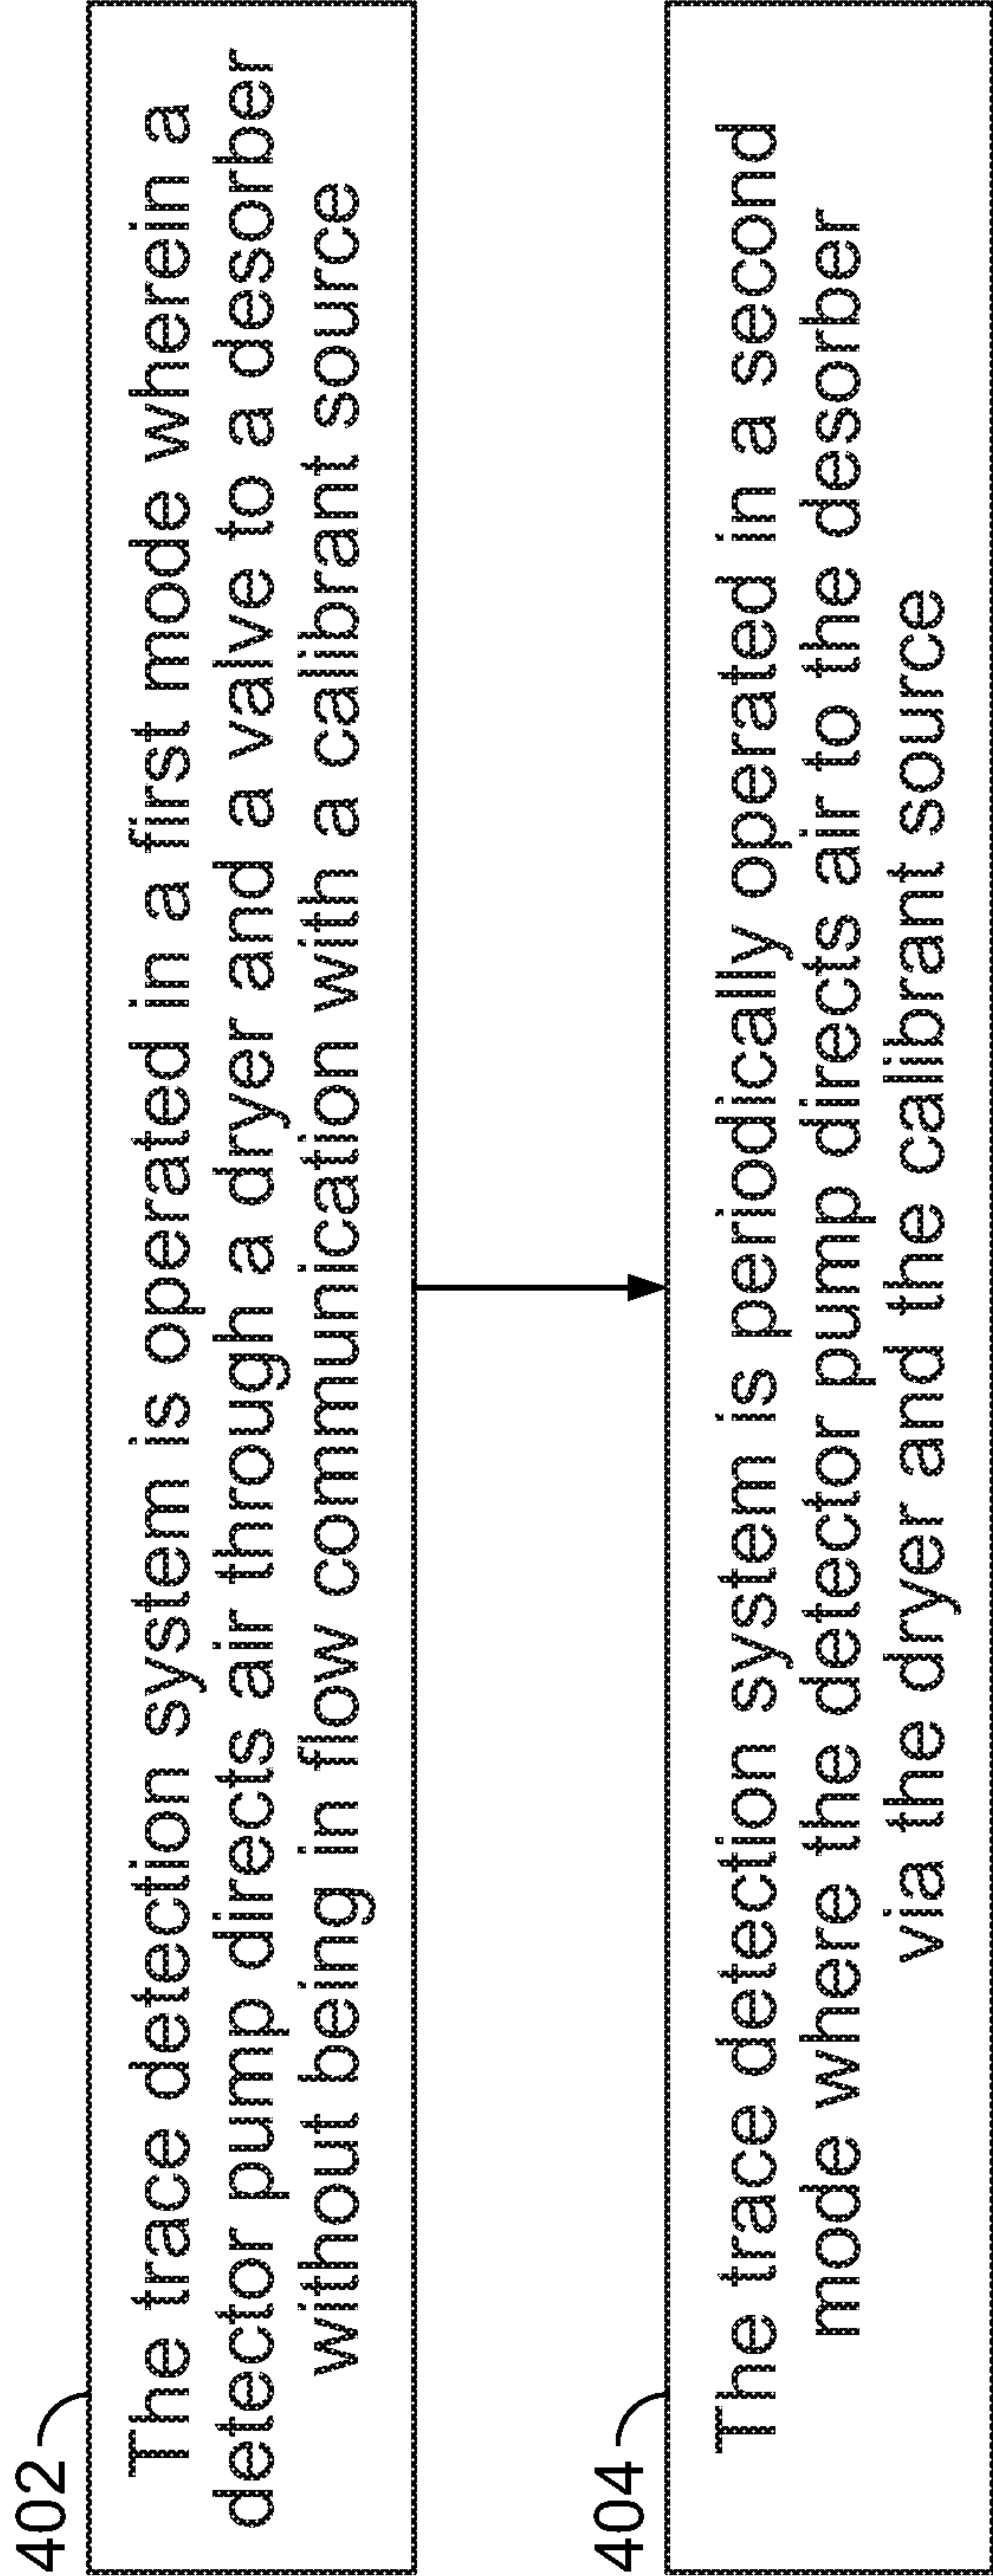 402
The trace detection system is operated in a first mode wherein a
detector pump directs air through a dryer and a valve to a desorber
without being in flow communication with a calibrant source
404
The trace detection system is periodically operated in a second
mode where the detector pump directs air to the desorber
via the dryer and the calibrant source